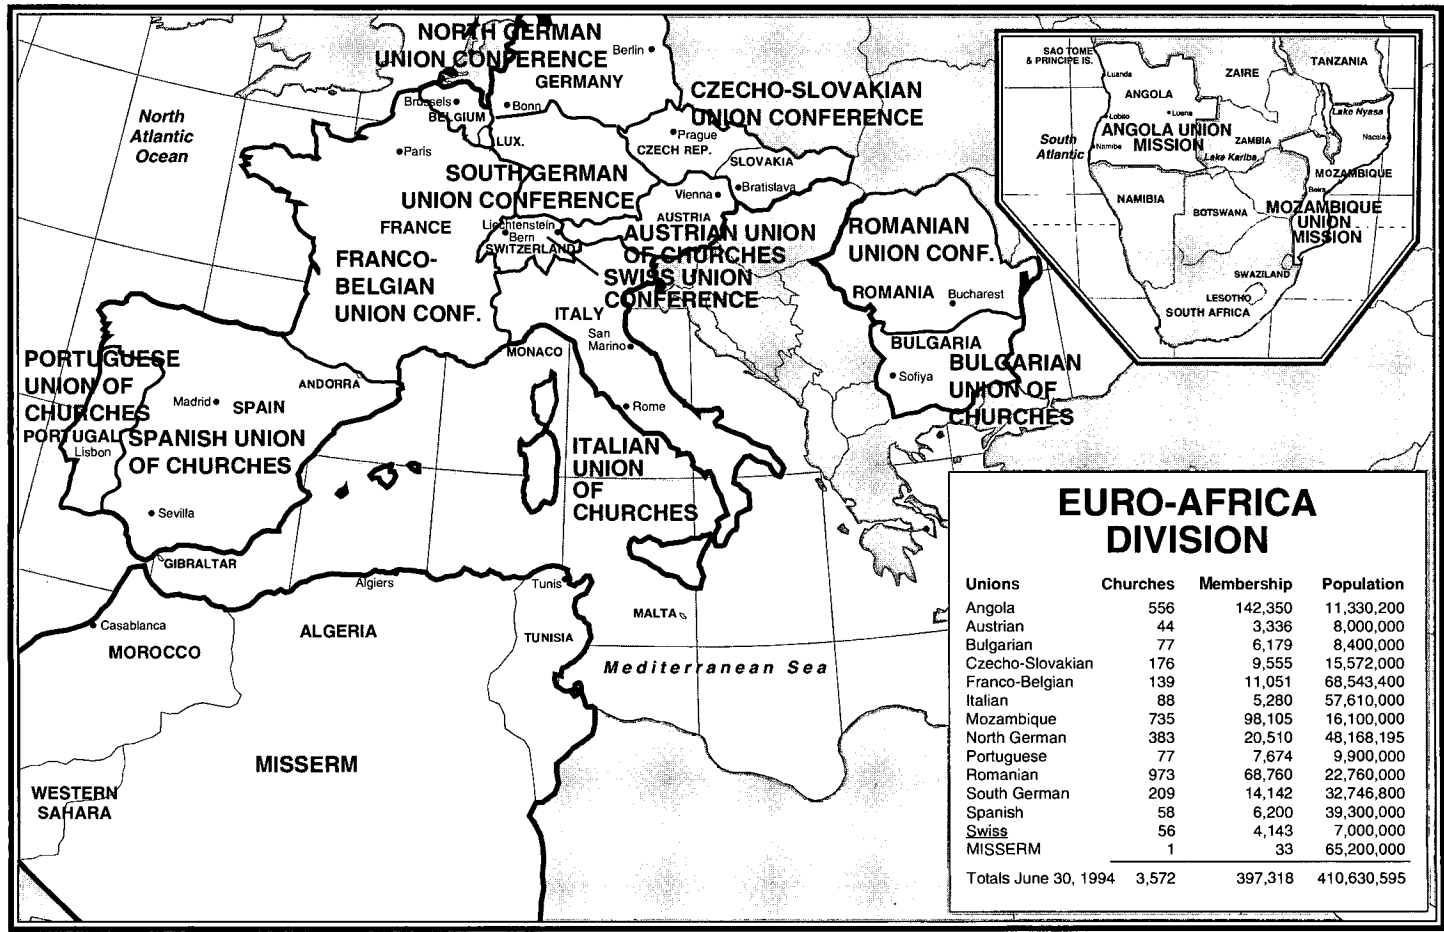 NORTH GERMAN
UNION CONFERENCE
Berlin
GERMANY
CZECHO-SLOVAKIAN
UNION CONFERENCE
North
Atlantic
Ocean
Brussels
BELGIUM
Bonn
LUX.
Paris
Prague
CZECH REP.
SLOVAKIA
SOUTH GERMAN
UNION CONFERENCE
Vienna
Bratislava
AUSTRIA
FRANCE
Liechtenstein
Bern
SWITZERLAND
AUSTRIAN UNION
OF CHURCHES
SWISS UNION
CONFERENCE
ROMANIAN
UNION CONF.
ROMANIA
Bucharest
FRANCO-
BELGIAN
UNION CONF.
ITALY
San
Marino
MONACO
BULGARIA
Sofiya
BULGARIAN
UNION OF
CHURCHES
PORTUGUESE
UNION OF
CHURCHES
PORTUGAL
Lisbon
ANDORRA
Madrid
SPAIN
SPANISH UNION
OF CHURCHES
Sevilla
GIBRALTAR
Rome
ITALIAN
UNION
OF
CHURCHES
Algiers
Tunis
MALTA
Casablanca
MOROCCO
ALGERIA
TUNISIA
Mediterranean Sea
MISSERM
WESTERN
SAHARA
SAO TOME
& PRINCIPE IS.
Luanda
ZAIRE
TANZANIA
ANGOLA
Lobito
Luena
Lake Nyasa
South
Atlantic
ANGOLA UNION
MISSION
Namibe
ZAMBIA
Nacala
Lake Kariba
MOZAMBIQUE
NAMIBIA
BOTSWANA
Beira
MOZAMBIQUE
UNION
MISSION
SWAZILAND
LESOTHO
SOUTH AFRICA
EURO-AFRICA
DIVISION
Unions Churches Membership Population
Angola 556 142,350 11,330,200
Austrian 44 3,336 8,000,000
Bulgarian 77 6,179 8,400,000
Czecho-Slovakian 176 9,555 15,572,000
Franco-Belgian 139 11,051 68,543,400
Italian 88 5,280 57,610,000
Mozambique 735 98,105 16,100,000
North German 383 20,510 48,168,195
Portuguese 77 7,674 9,900,000
Romanian 973 68,760 22,760,000
South German 209 14,142 32,746,800
Spanish 58 6,200 39,300,000
Swiss 56 4,143 7,000,000
MISSERM 1 33 65,200,000
Totals June 30, 1994 3,572 397,318 410,630,595